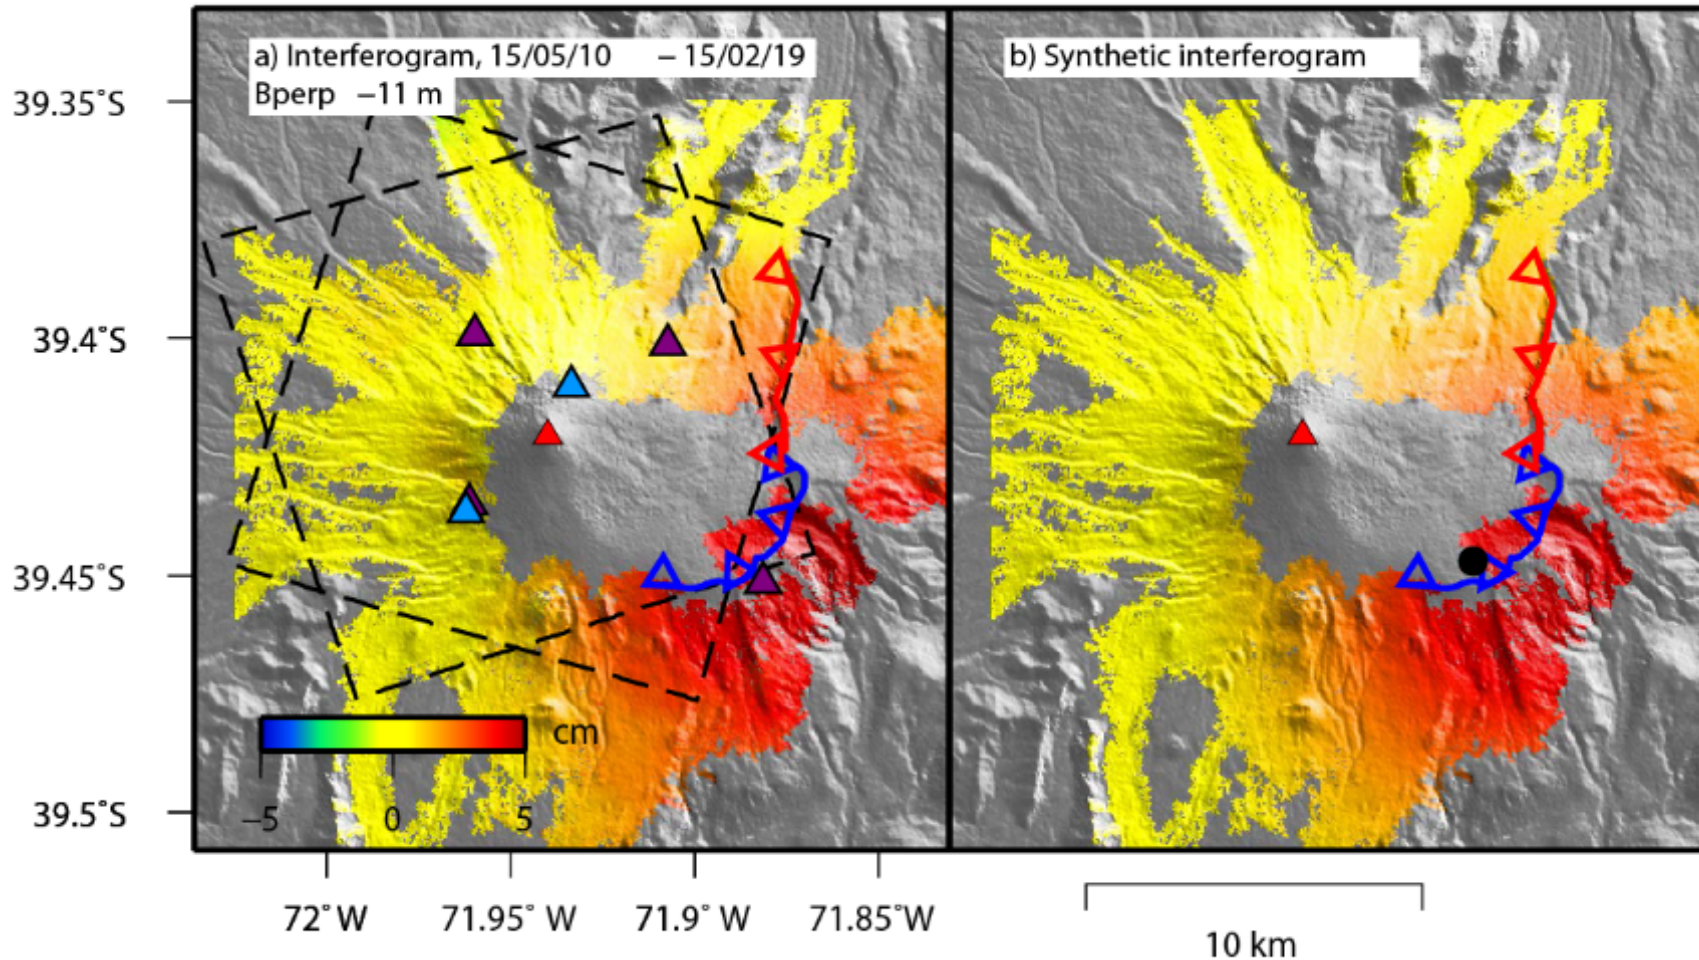 a) Interferogram, 15/05/10 – 15/02/19
Bperp –11 m
b) Synthetic interferogram
39.35˚S
39.4˚S
39.45˚S
39.5˚S
cm
–5 0 5
72˚W 71.95˚W 71.9˚W 71.85˚W
10 km